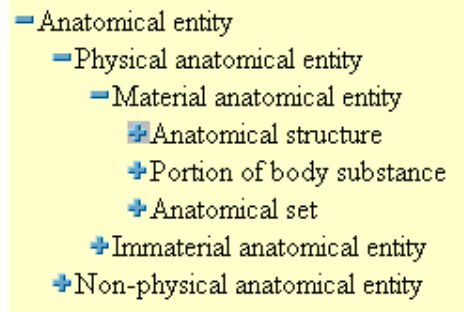 Anatomical entity
Physical anatomical entity
Material anatomical entity
Anatomical structure
Portion of body substance
Anatomical set
Immaterial anatomical entity
Non-physical anatomical entity